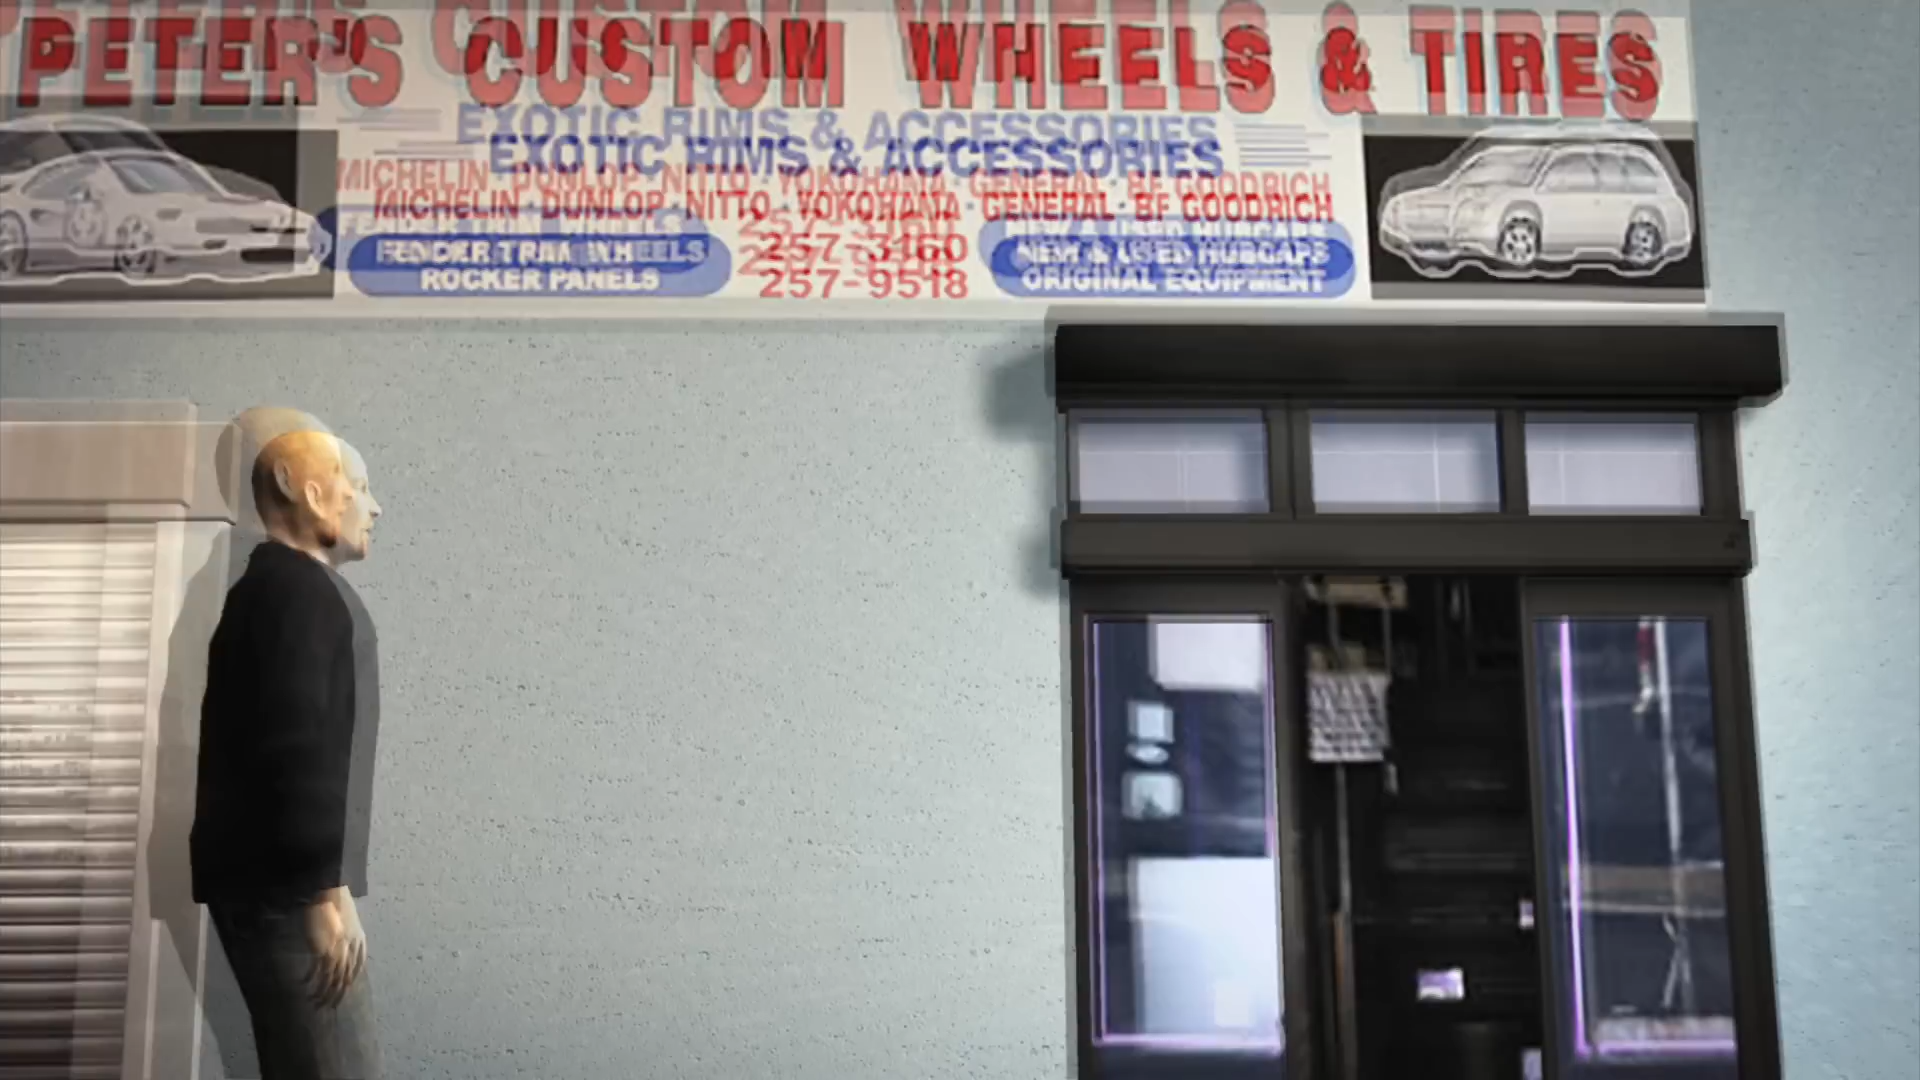 PETER'S CUSTOM WHEELS & TIRES
EXOTIC RIMS & ACCESSORIES
MICHELIN · DUNLOP · NITTO · YOKOHAMA · GENERAL · BF GOODRICH
FENDER TRIM WHEELS
ROCKER PANELS
257-3160
257-9518
NEW & USED HUBCAPS
ORIGINAL EQUIPMENT